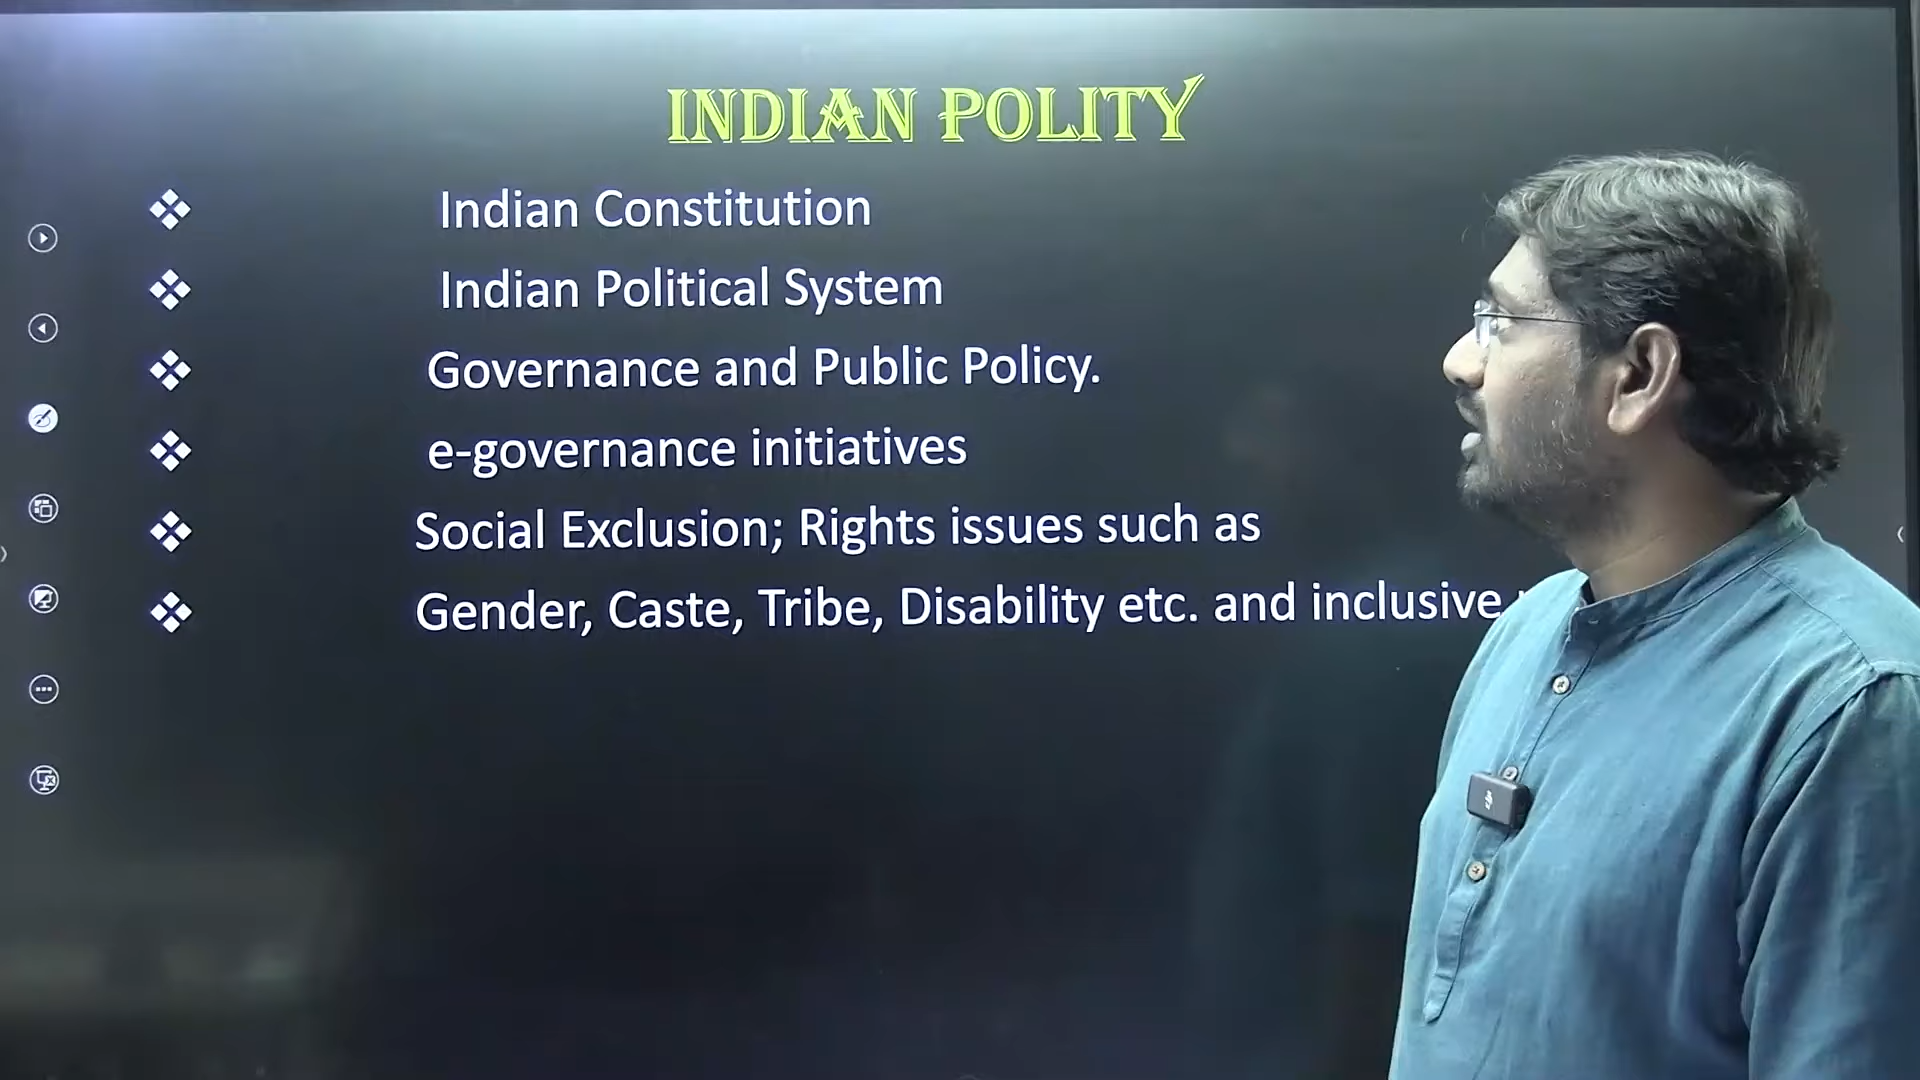 INDIAN POLITY
Indian Constitution
Indian Political System
Governance and Public Policy.
e-governance initiatives
Social Exclusion; Rights issues such as
Gender, Caste, Tribe, Disability etc. and inclusive